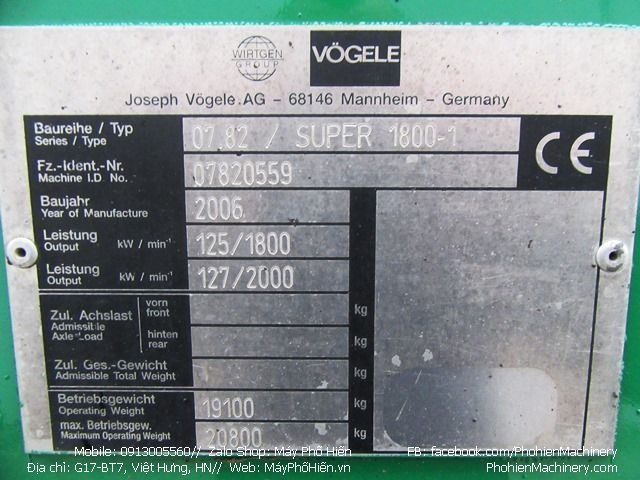 WIRTGEN
GROUP
VÖGELE
Joseph Vögele AG – 68146 Mannheim – Germany
Baureihe / Typ
Series / Type
07.82 / SUPER 1800-1
Fz.-Ident.-Nr.
Machine I.D. No.
07820559
CE
Baujahr
Year of Manufacture
2006
Leistung
Output
kW / min⁻¹
125/1800
Leistung
Output
kW / min⁻¹
127/2000
Zul. Achslast
Admissible
Axle-Load
vorn
front
kg
hinten
rear
kg
Zul. Ges.-Gewicht
Admissible Total Weight
kg
Betriebsgewicht
Operating Weight
19100
kg
max. Betriebsgew.
Maximum Operating Weight
20800
kg
Mobile: 0913005560// Zalo Shop: Máy Phố Hiến FB: facebook.com/PhohienMachinery
Địa chỉ: G17-BT7, Việt Hưng, HN// Web: MáyPhốHiến.vn PhohienMachinery.com